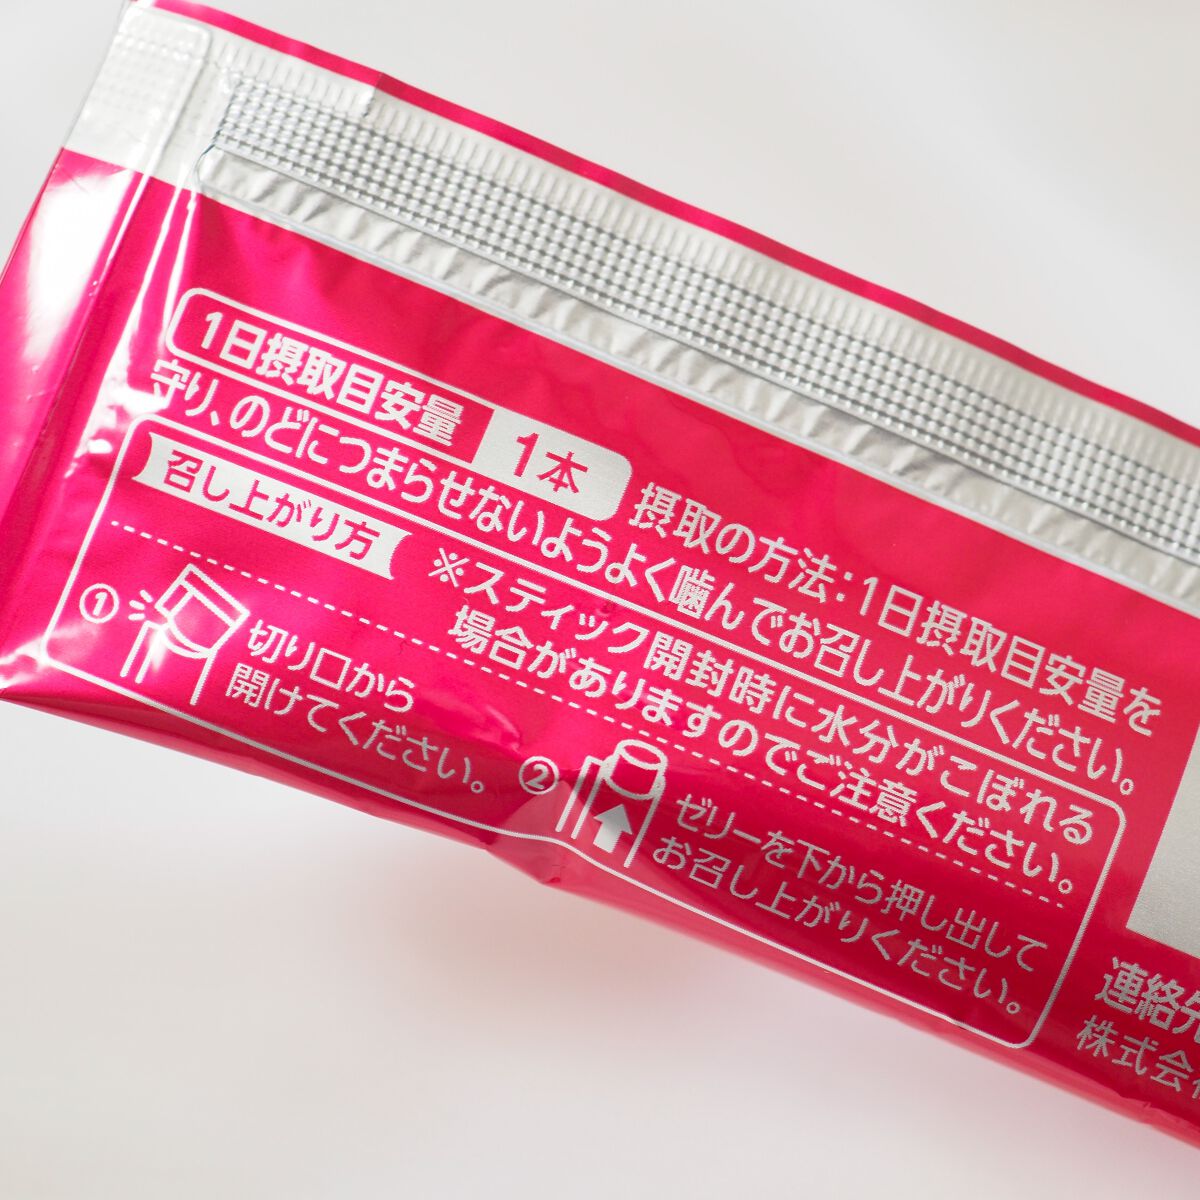 1日摂取目安量 1本 摂取の方法：1日摂取目安量を
守り、のどにつまらせないようよく噛んでお召し上がりください。
召し上がり方 ※スティック開封時に水分がこぼれる
場合がありますのでご注意ください。
① 切り口から
開けてください。
② ゼリーを下から押し出して
お召し上がりください。
連絡先
株式会社